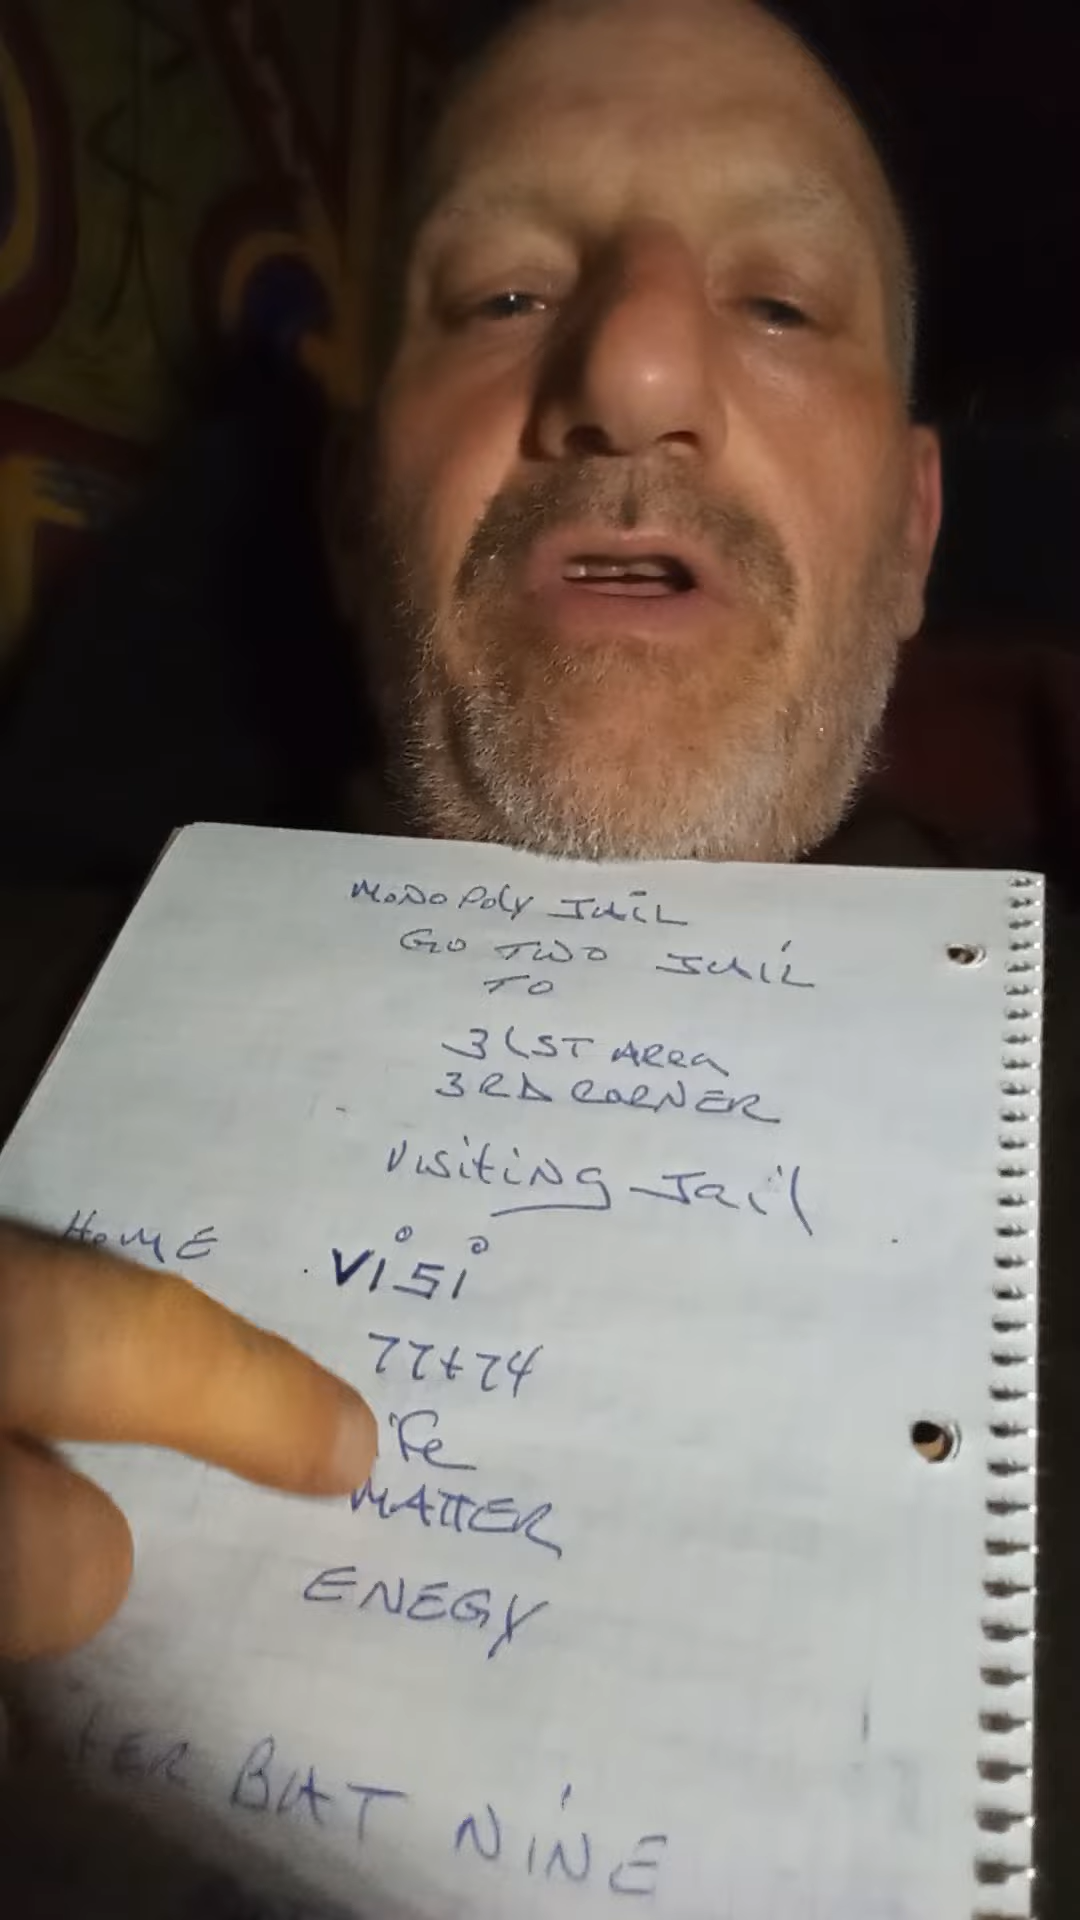 MONOPOLY JAIL
GO TWO JAIL
TO
31ST AREA
3RD CORNER
Visiting Jail
HOME
VISI
77+74
MATTER
ENEGY
BAT NINE